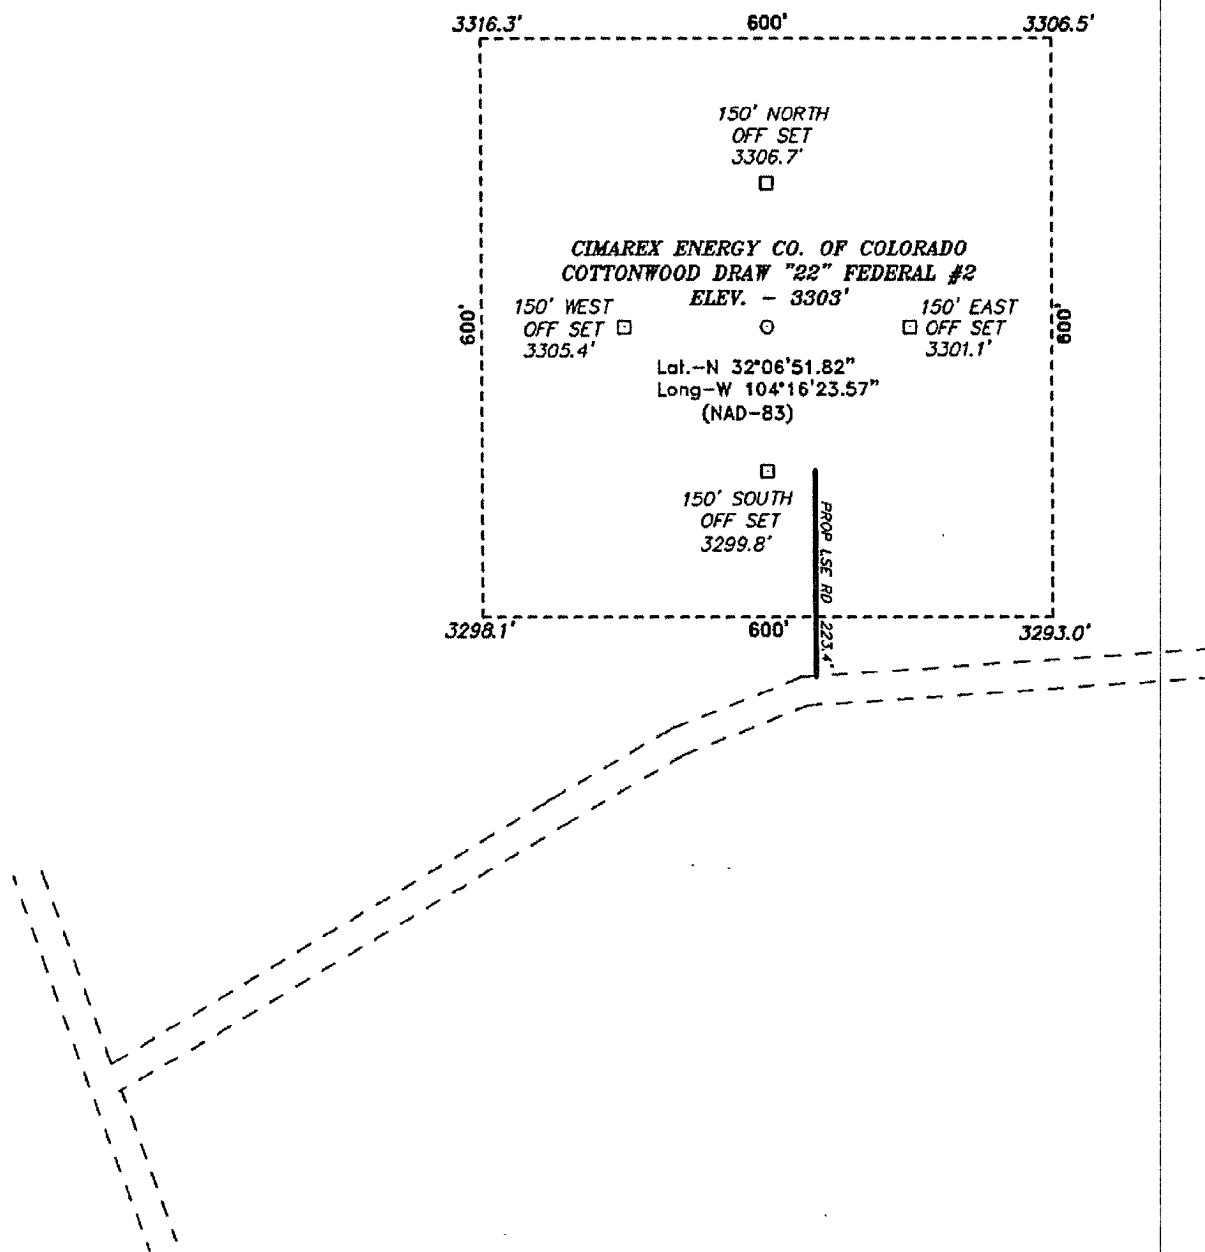 3316.3'
600'
3306.5'
150' NORTH
OFF SET
3306.7'
CIMAREX ENERGY CO. OF COLORADO
COTTONWOOD DRAW "22" FEDERAL #2
ELEV. - 3303'
600'
150' WEST
OFF SET
3305.4'
150' EAST
OFF SET
3301.1'
600'
Lat.-N 32°06'51.82"
Long-W 104°16'23.57"
(NAD-83)
150' SOUTH
OFF SET
3299.8'
PROP LSE RD 223.4'
3298.1'
600'
3293.0'